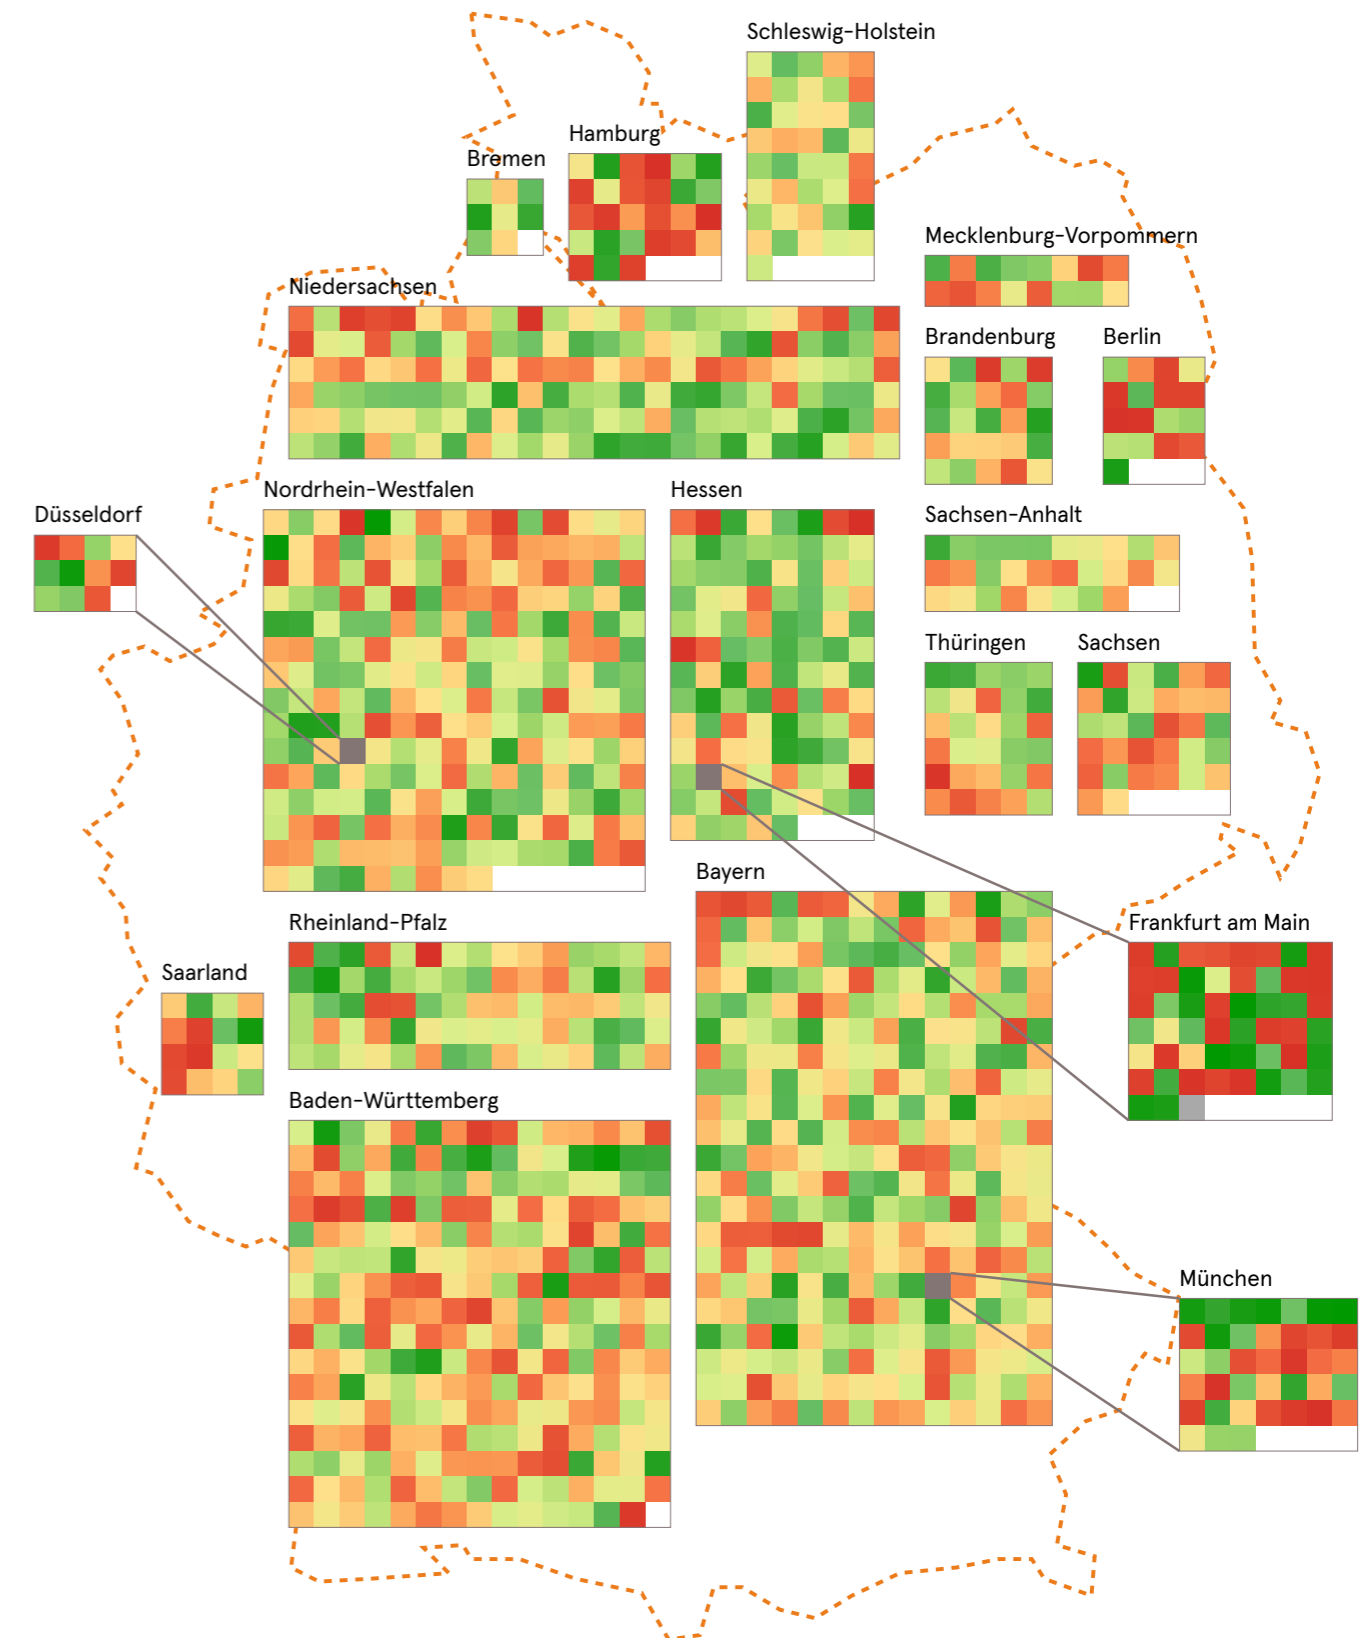 Schleswig-Holstein
Hamburg
Bremen
Mecklenburg-Vorpommern
Niedersachsen
Brandenburg
Berlin
Nordrhein-Westfalen
Hessen
Düsseldorf
Sachsen-Anhalt
Thüringen
Sachsen
Bayern
Rheinland-Pfalz
Frankfurt am Main
Saarland
Baden-Württemberg
München